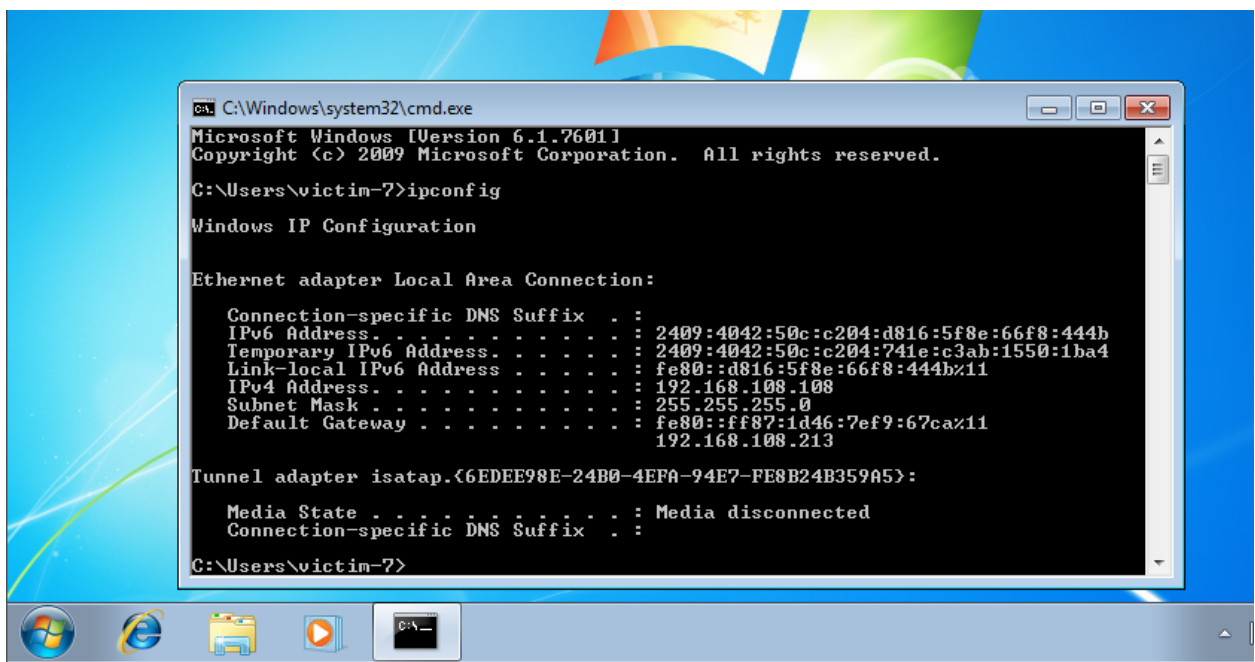 C:\Windows\system32\cmd.exe
Microsoft Windows [Version 6.1.7601]
Copyright (c) 2009 Microsoft Corporation.  All rights reserved.
C:\Users\victim-7>ipconfig
Windows IP Configuration
Ethernet adapter Local Area Connection:
Connection-specific DNS Suffix  . :
IPv6 Address. . . . . . . . . . . : 2409:4042:50c:c204:d816:5f8e:66f8:444b
Temporary IPv6 Address. . . . . . : 2409:4042:50c:c204:741e:c3ab:1550:1ba4
Link-local IPv6 Address . . . . . : fe80::d816:5f8e:66f8:444b%11
IPv4 Address. . . . . . . . . . . : 192.168.108.108
Subnet Mask . . . . . . . . . . . : 255.255.255.0
Default Gateway . . . . . . . . . : fe80::ff87:1d46:7ef9:67ca%11
192.168.108.213
Tunnel adapter isatap.{6EDEE98E-24B0-4EFA-94E7-FE8B24B359A5}:
Media State . . . . . . . . . . . : Media disconnected
Connection-specific DNS Suffix  . :
C:\Users\victim-7>
C:\_